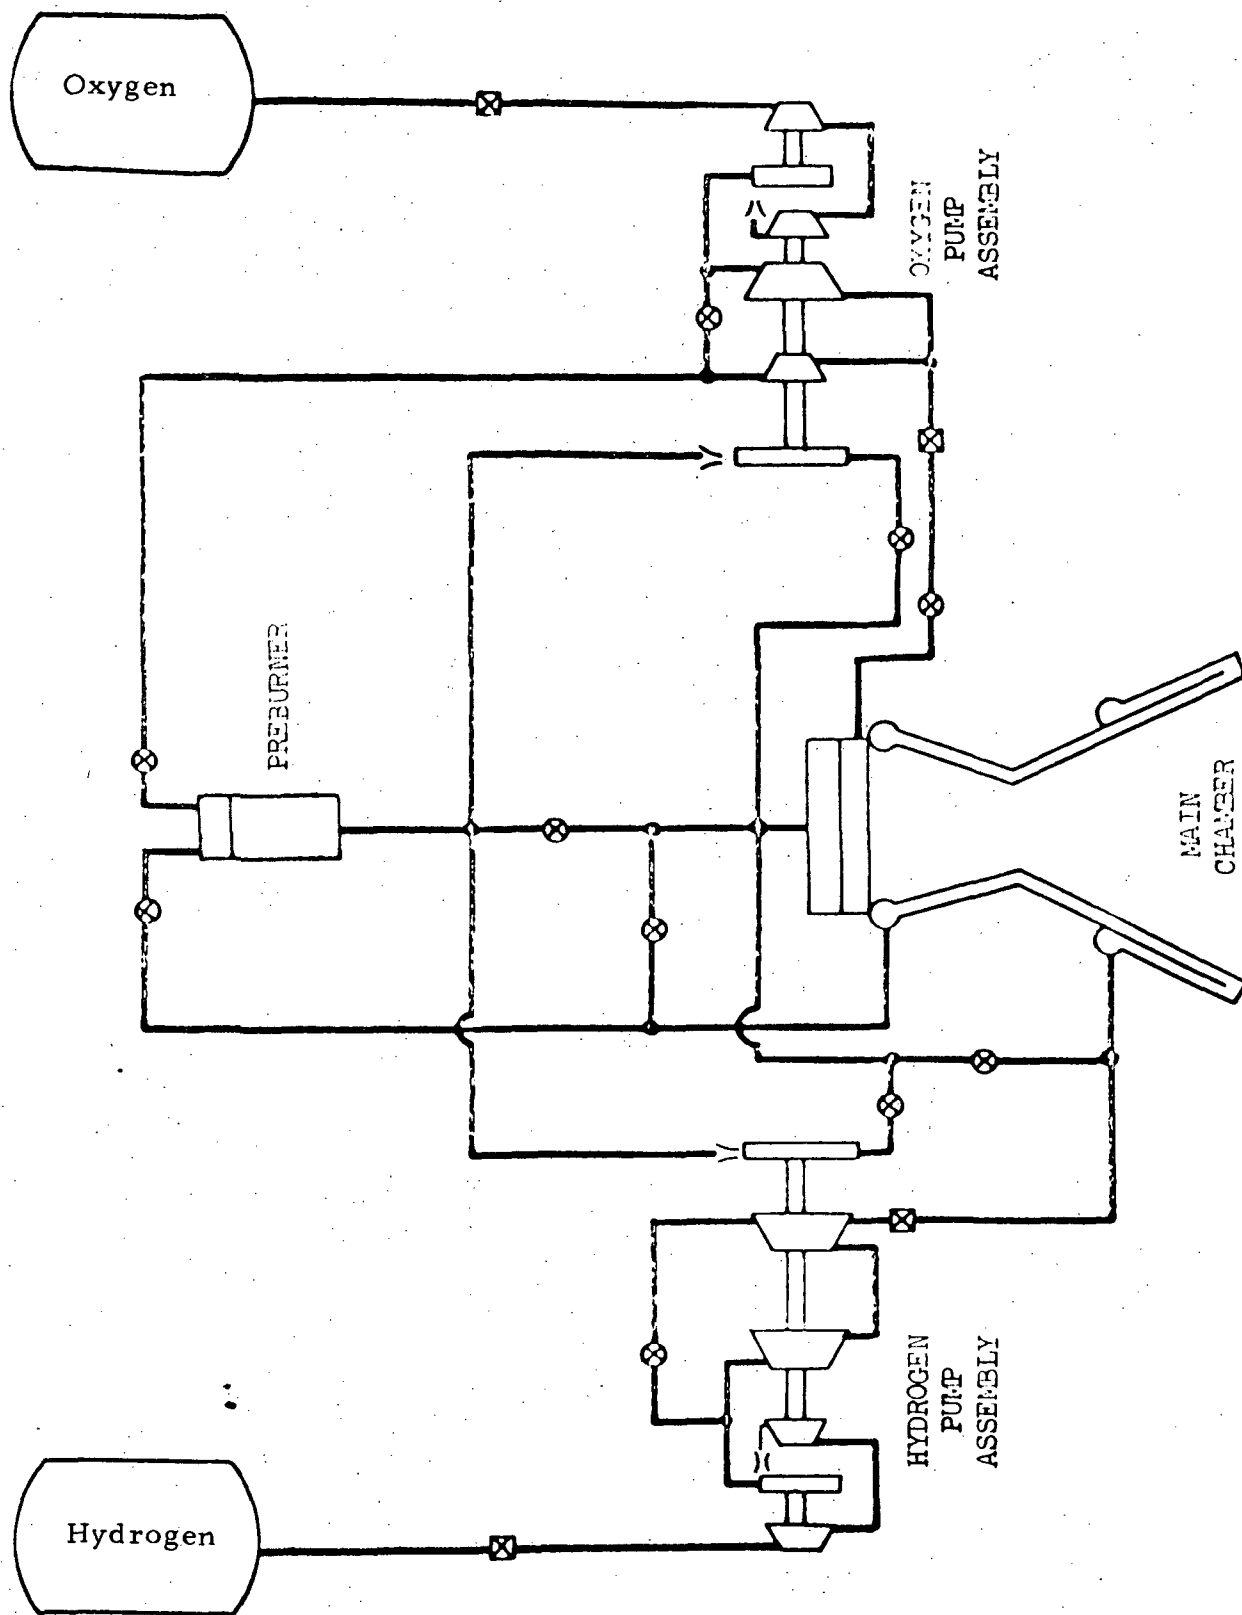 Oxygen
OXYGEN
PUMP
ASSEMBLY
PREBURNER
MAIN
CHAMBER
HYDROGEN
PUMP
ASSEMBLY
Hydrogen